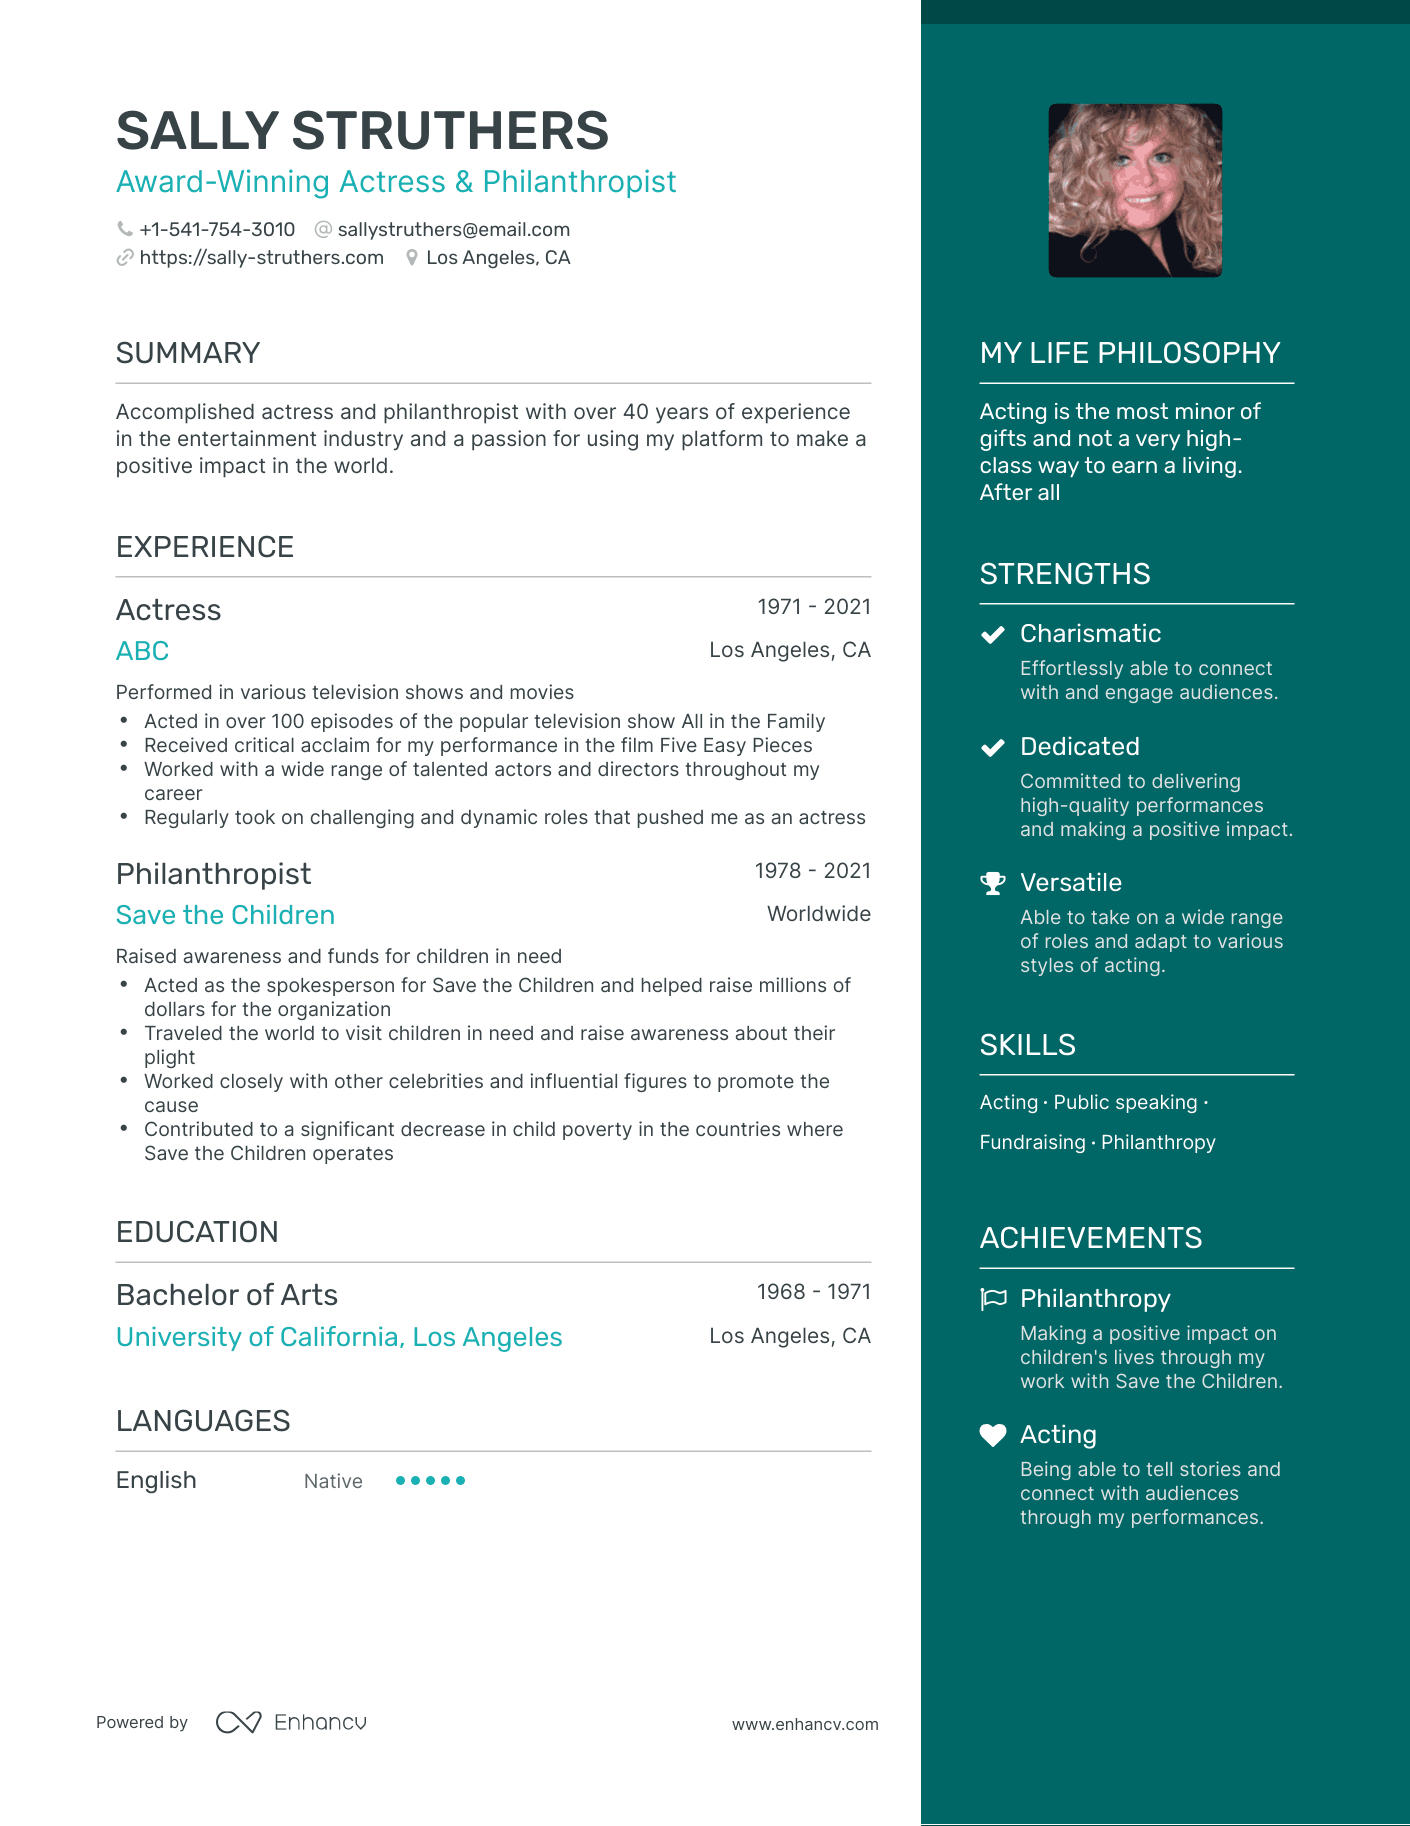 SALLY STRUTHERS
Award-Winning Actress & Philanthropist
+1-541-754-3010 @ sallystruthers@email.com
https://sally-struthers.com Los Angeles, CA
SUMMARY
Accomplished actress and philanthropist with over 40 years of experience
in the entertainment industry and a passion for using my platform to make a
positive impact in the world.
EXPERIENCE
Actress 1971 - 2021
ABC Los Angeles, CA
Performed in various television shows and movies
• Acted in over 100 episodes of the popular television show All in the Family
• Received critical acclaim for my performance in the film Five Easy Pieces
• Worked with a wide range of talented actors and directors throughout my
career
• Regularly took on challenging and dynamic roles that pushed me as an actress
Philanthropist 1978 - 2021
Save the Children Worldwide
Raised awareness and funds for children in need
• Acted as the spokesperson for Save the Children and helped raise millions of
dollars for the organization
• Traveled the world to visit children in need and raise awareness about their
plight
• Worked closely with other celebrities and influential figures to promote the
cause
• Contributed to a significant decrease in child poverty in the countries where
Save the Children operates
EDUCATION
Bachelor of Arts 1968 - 1971
University of California, Los Angeles Los Angeles, CA
LANGUAGES
English Native
MY LIFE PHILOSOPHY
Acting is the most minor of
gifts and not a very high-
class way to earn a living.
After all
STRENGTHS
Charismatic
Effortlessly able to connect
with and engage audiences.
Dedicated
Committed to delivering
high-quality performances
and making a positive impact.
Versatile
Able to take on a wide range
of roles and adapt to various
styles of acting.
SKILLS
Acting · Public speaking ·
Fundraising · Philanthropy
ACHIEVEMENTS
Philanthropy
Making a positive impact on
children's lives through my
work with Save the Children.
Acting
Being able to tell stories and
connect with audiences
through my performances.
Powered by Enhancv
www.enhancv.com